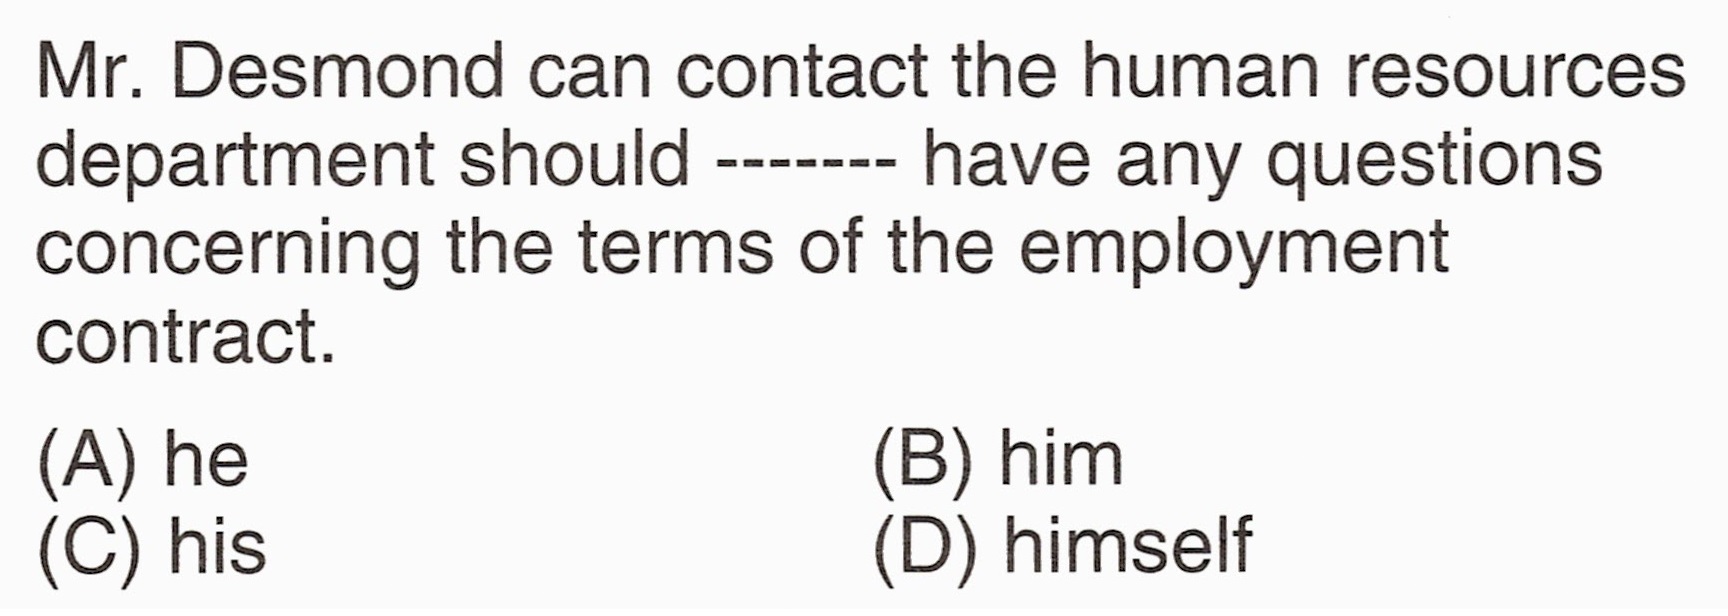 Mr. Desmond can contact the human resources
department should ------- have any questions
concerning the terms of the employment
contract.
(A) he (B) him
(C) his (D) himself